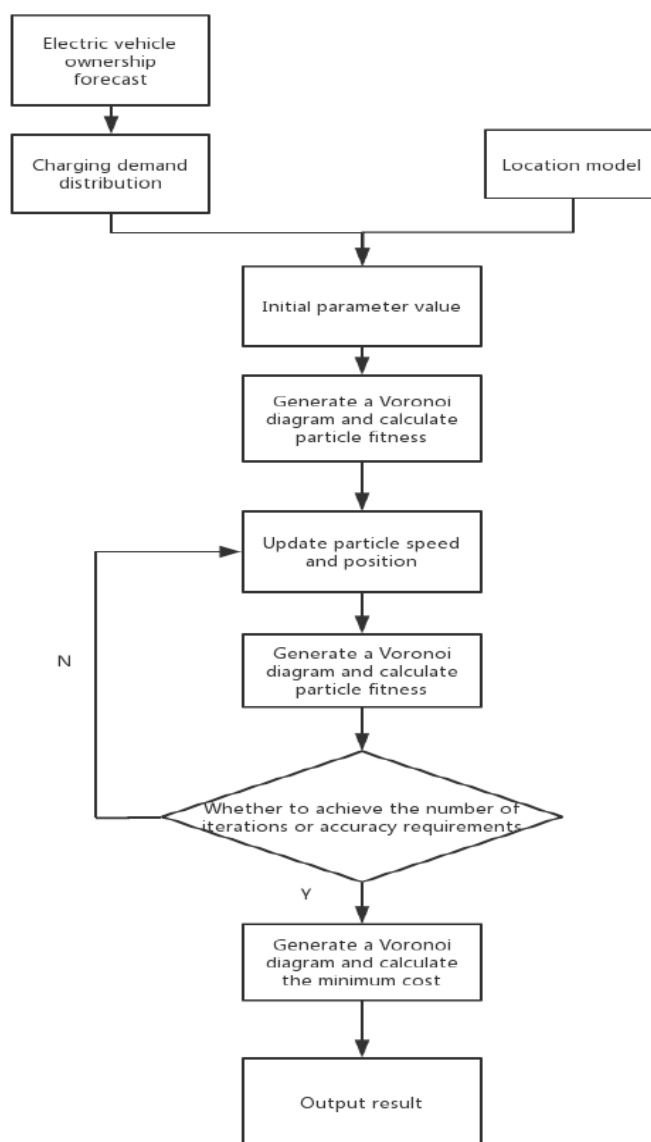 Electric vehicle
ownership
forecast
Charging demand
distribution
Location model
Initial parameter value
Generate a Voronoi
diagram and calculate
particle fitness
Update particle speed
and position
N
Generate a Voronoi
diagram and calculate
particle fitness
Whether to achieve the number of
iterations or accuracy requirements
Y
Generate a Voronoi
diagram and calculate
the minimum cost
Output result